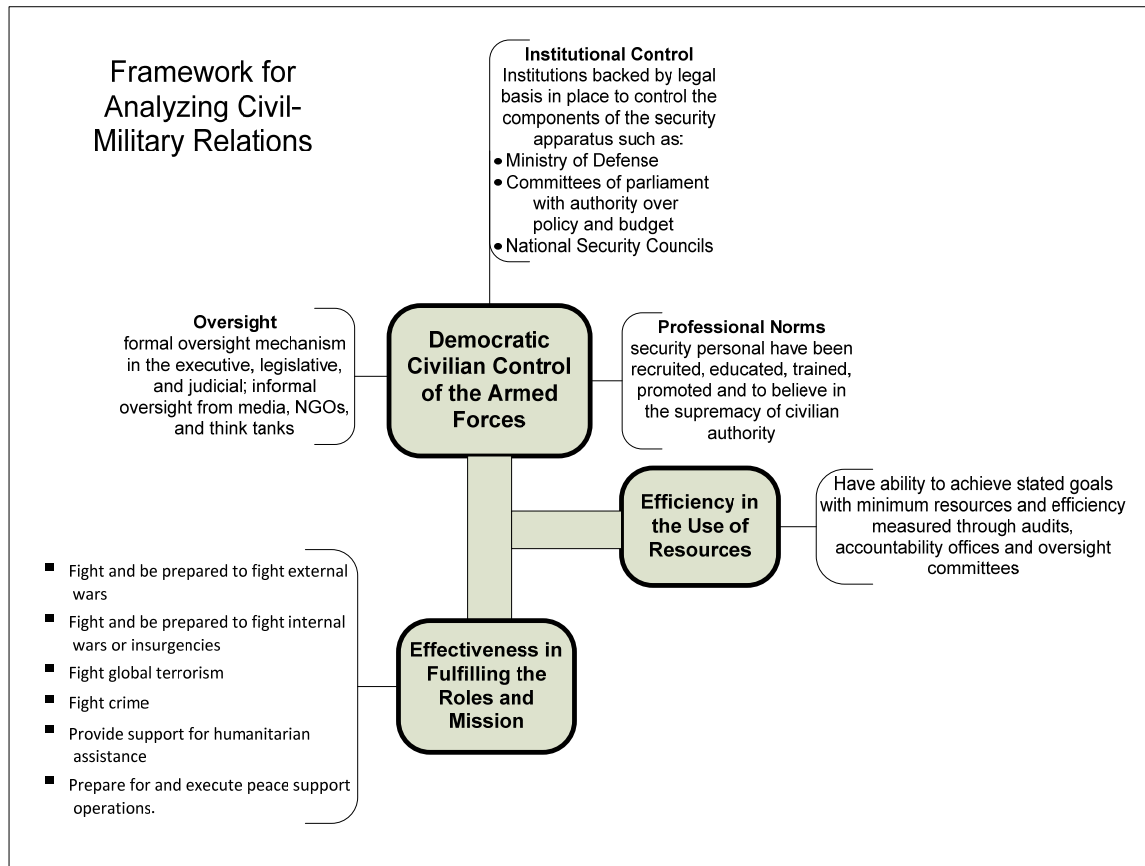 Framework for
Analyzing Civil-
Military Relations
Institutional Control
Institutions backed by legal
basis in place to control the
components of the security
apparatus such as:
• Ministry of Defense
• Committees of parliament
with authority over
policy and budget
• National Security Councils
Oversight
formal oversight mechanism
in the executive, legislative,
and judicial; informal
oversight from media, NGOs,
and think tanks
Democratic
Civilian Control
of the Armed
Forces
Professional Norms
security personal have been
recruited, educated, trained,
promoted and to believe in
the supremacy of civilian
authority
Efficiency in
the Use of
Resources
Have ability to achieve stated goals
with minimum resources and efficiency
measured through audits,
accountability offices and oversight
committees
▪ Fight and be prepared to fight external
wars
▪ Fight and be prepared to fight internal
wars or insurgencies
▪ Fight global terrorism
▪ Fight crime
▪ Provide support for humanitarian
assistance
▪ Prepare for and execute peace support
operations.
Effectiveness in
Fulfilling the
Roles and
Mission